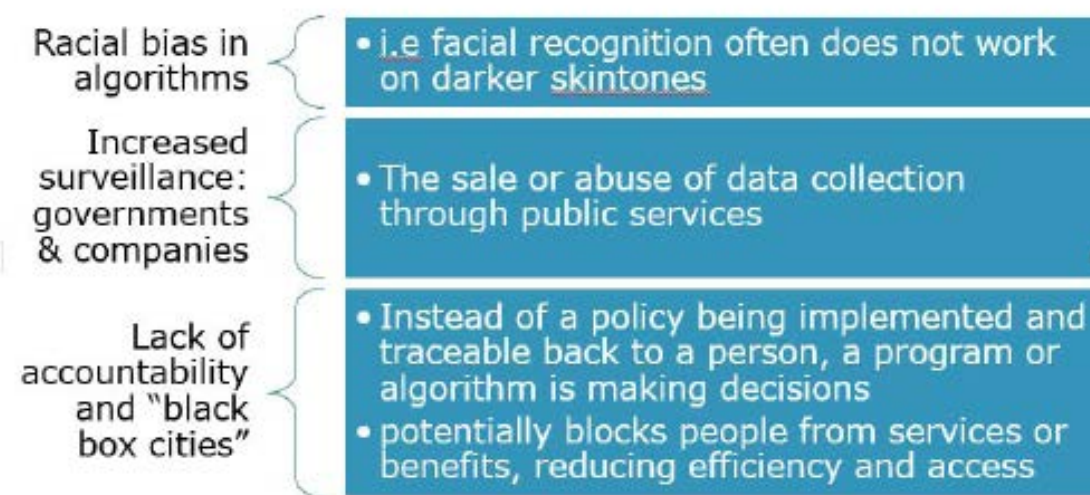 Racial bias in
algorithms
• i.e facial recognition often does not work
on darker skintones
Increased
surveillance:
governments
& companies
• The sale or abuse of data collection
through public services
Lack of
accountability
and “black
box cities”
• Instead of a policy being implemented and
traceable back to a person, a program or
algorithm is making decisions
• potentially blocks people from services or
benefits, reducing efficiency and access